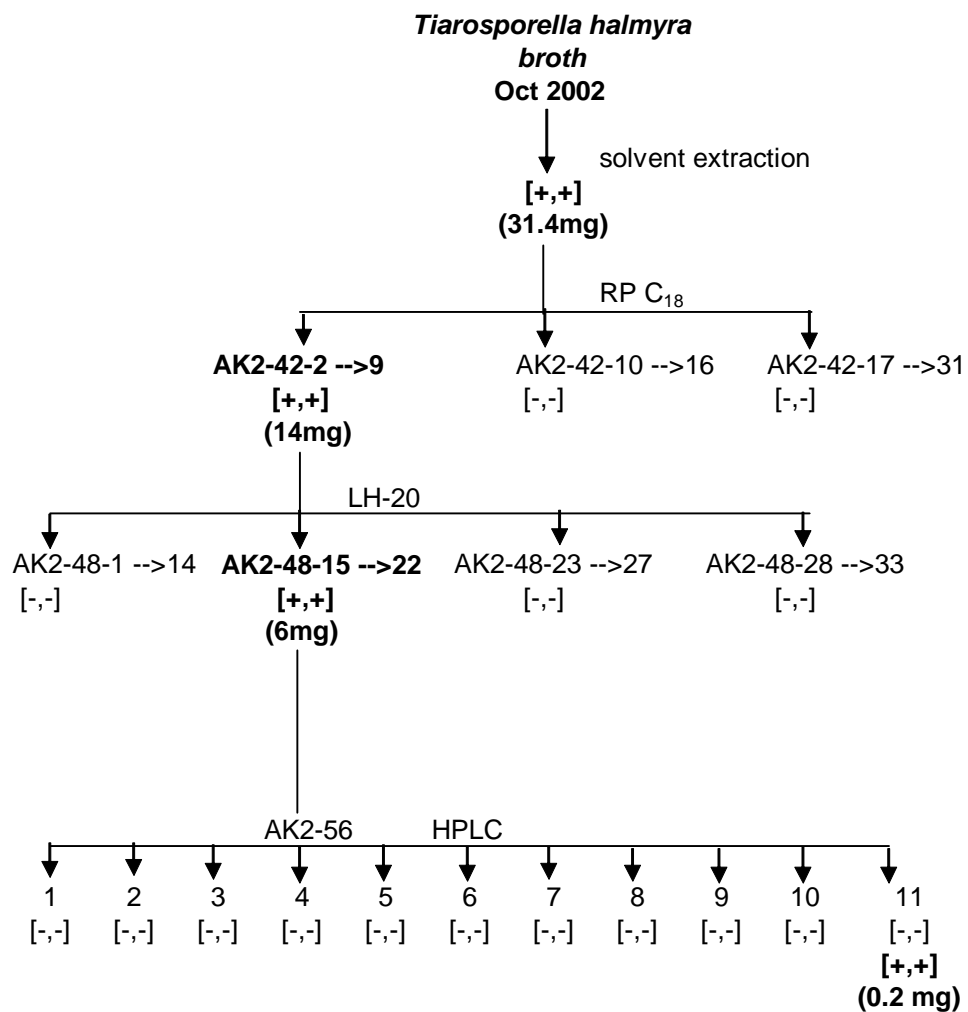 Tiarosporella halmyra
broth
Oct 2002
solvent extraction
[+,+]
(31.4mg)
RP C₁₈
AK2-42-2 -->9 AK2-42-10 -->16 AK2-42-17 -->31
[+,+] [-,-] [-,-]
(14mg)
LH-20
AK2-48-1 -->14 AK2-48-15 -->22 AK2-48-23 -->27 AK2-48-28 -->33
[-,-] [+,+] [-,-] [-,-]
(6mg)
AK2-56 HPLC
1 2 3 4 5 6 7 8 9 10 11
[-,-] [-,-] [-,-] [-,-] [-,-] [-,-] [-,-] [-,-] [-,-] [-,-] [-,-]
[+,+]
(0.2 mg)